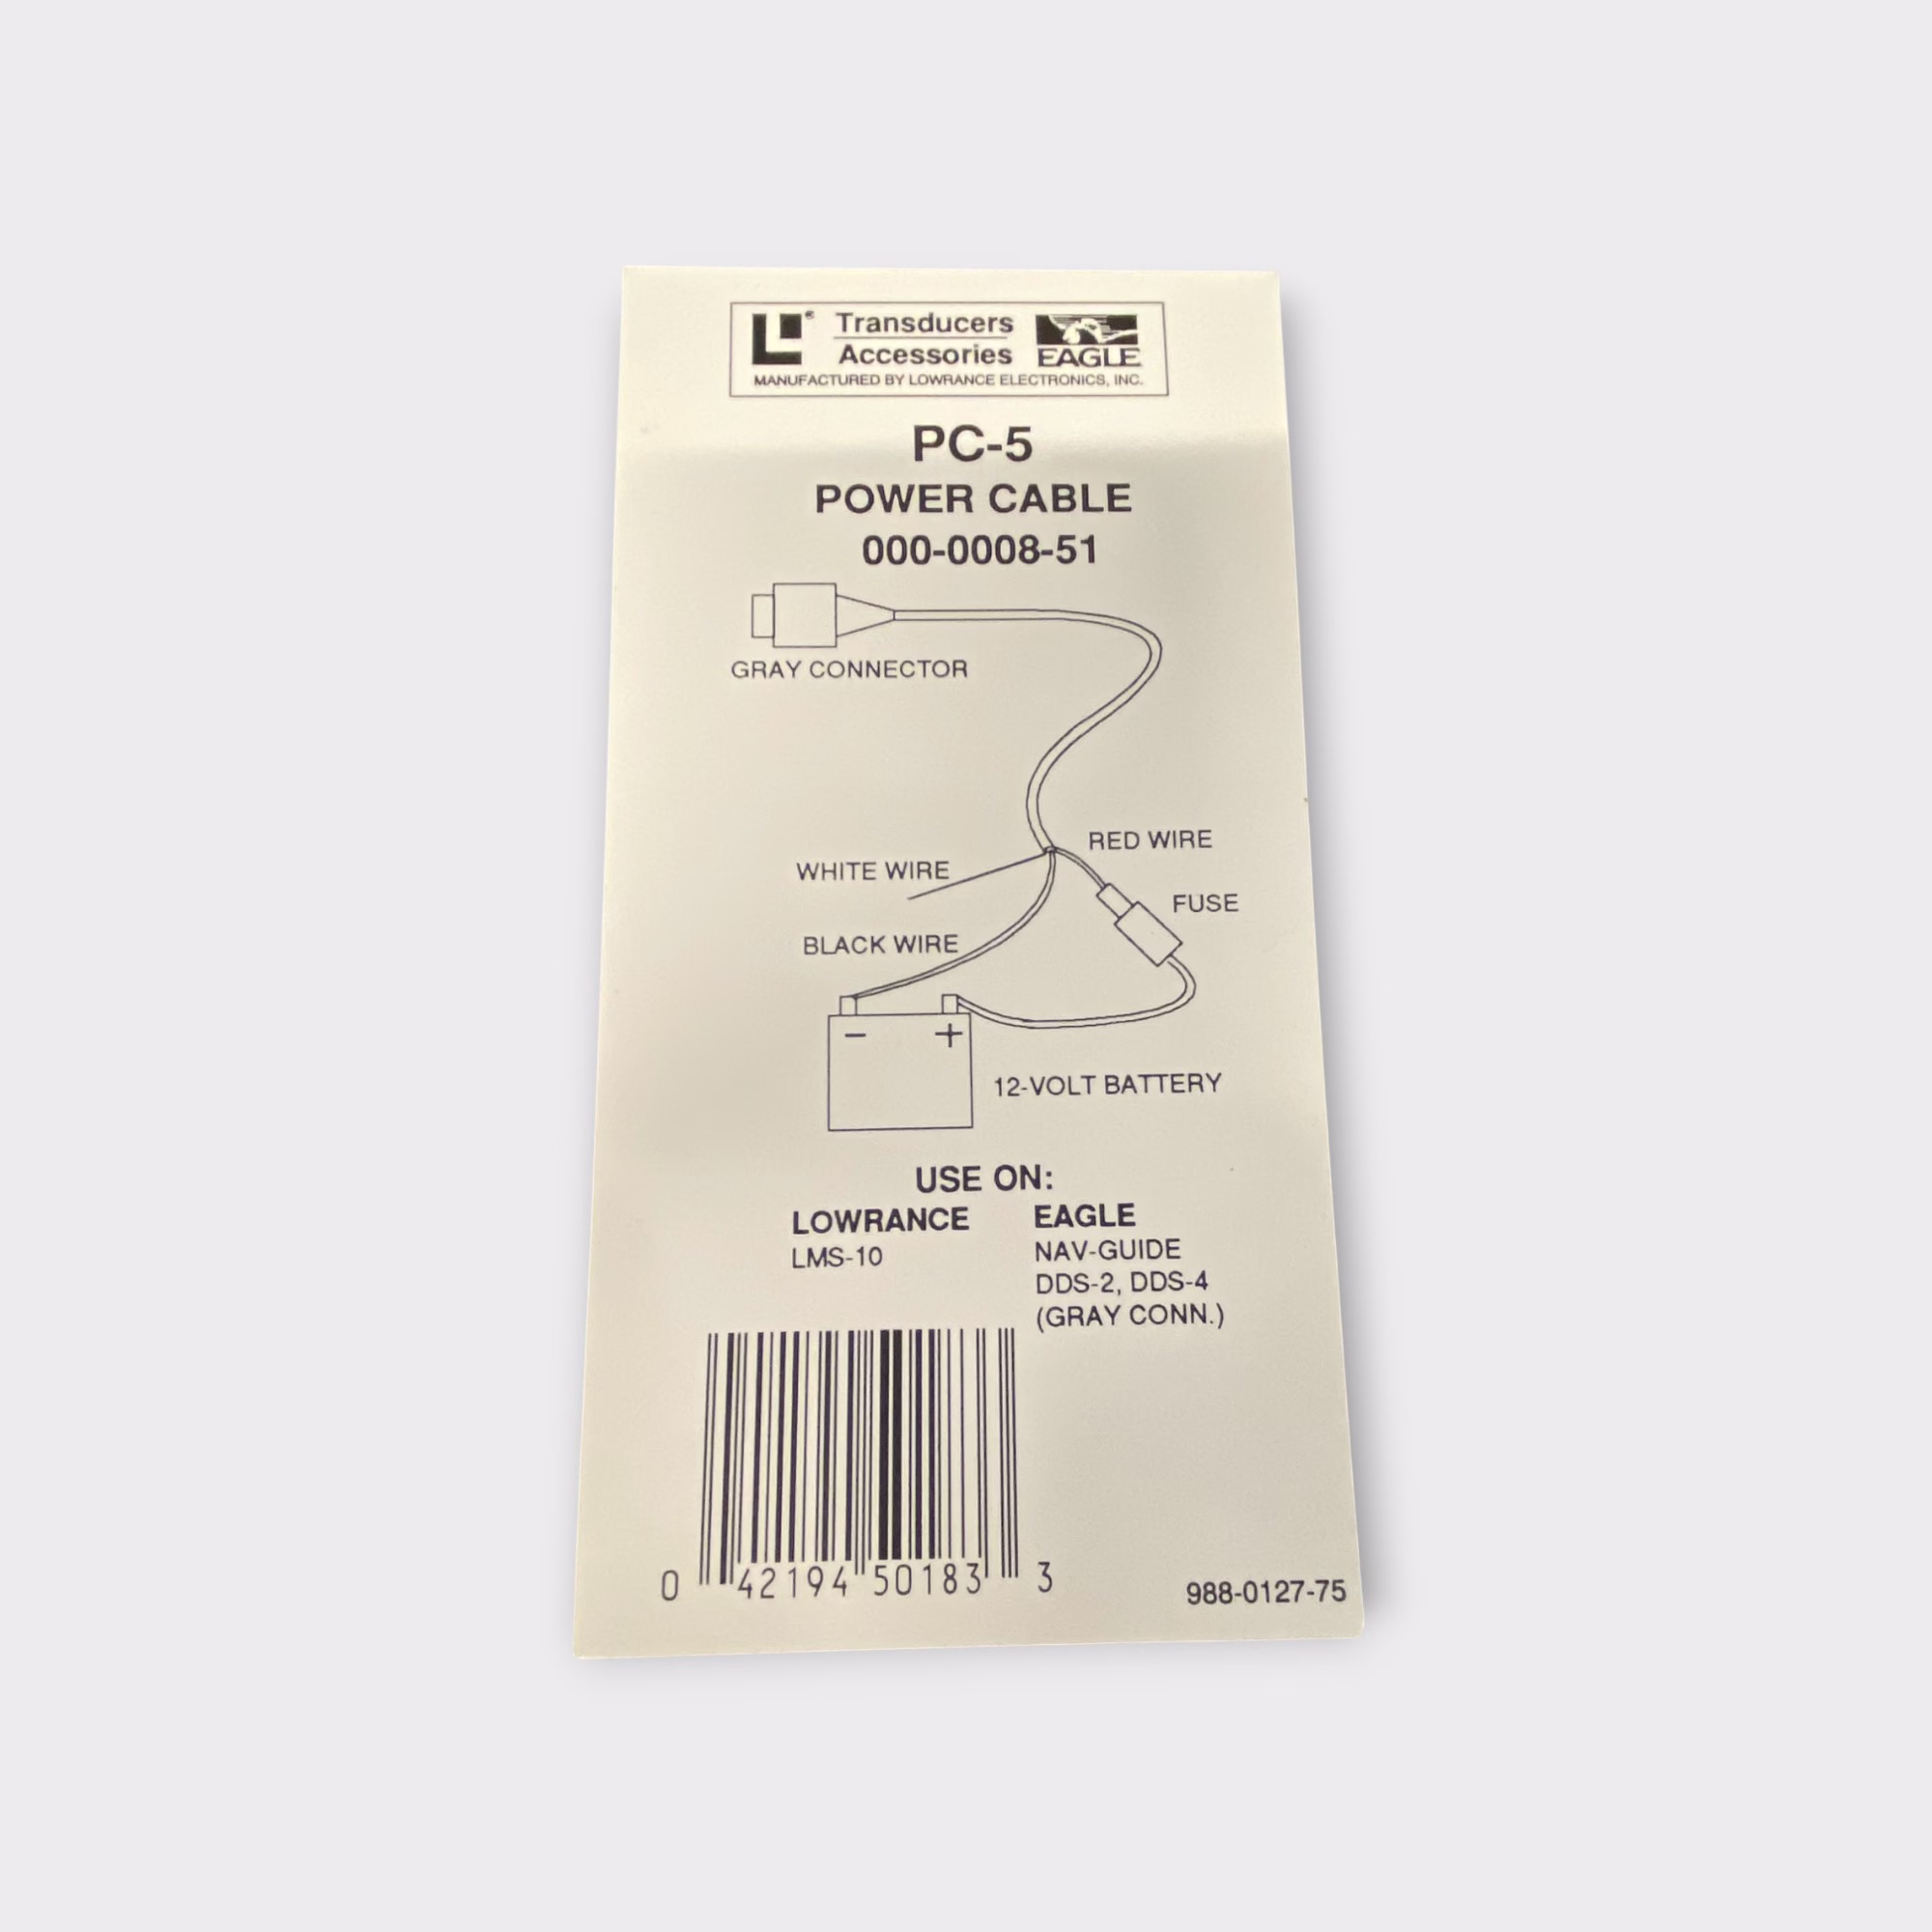 Transducers
Accessories
EAGLE
MANUFACTURED BY LOWRANCE ELECTRONICS, INC.
PC-5
POWER CABLE
000-0008-51
GRAY CONNECTOR
RED WIRE
WHITE WIRE
FUSE
BLACK WIRE
− +
12-VOLT BATTERY
USE ON:
LOWRANCE
LMS-10
EAGLE
NAV-GUIDE
DDS-2, DDS-4
(GRAY CONN.)
0 42194 50183 3
988-0127-75